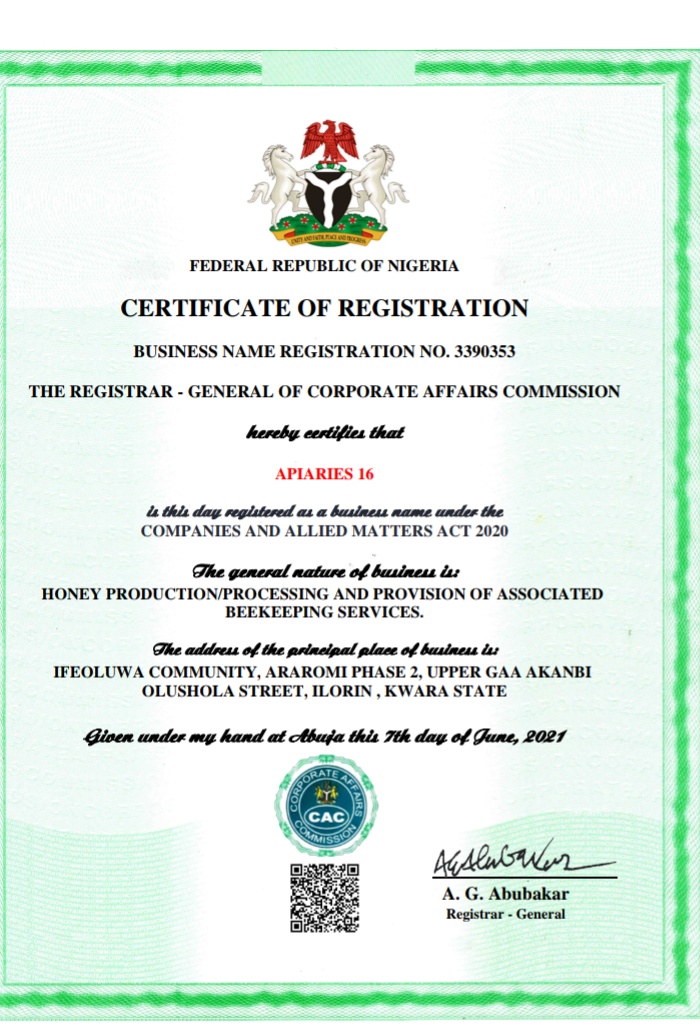 UNITY AND FAITH, PEACE AND PROGRESS
FEDERAL REPUBLIC OF NIGERIA
CERTIFICATE OF REGISTRATION
BUSINESS NAME REGISTRATION NO. 3390353
THE REGISTRAR - GENERAL OF CORPORATE AFFAIRS COMMISSION
hereby certifies that
APIARIES 16
is this day registered as a business name under the
COMPANIES AND ALLIED MATTERS ACT 2020
The general nature of business is:
HONEY PRODUCTION/PROCESSING AND PROVISION OF ASSOCIATED
BEEKEEPING SERVICES.
The address of the principal place of business is:
IFEOLUWA COMMUNITY, ARAROMI PHASE 2, UPPER GAA AKANBI
OLUSHOLA STREET, ILORIN , KWARA STATE
Given under my hand at Abuja this 7th day of June, 2021
CORPORATE AFFAIRS
CAC
COMMISSION
A. G. Abubakar
Registrar - General